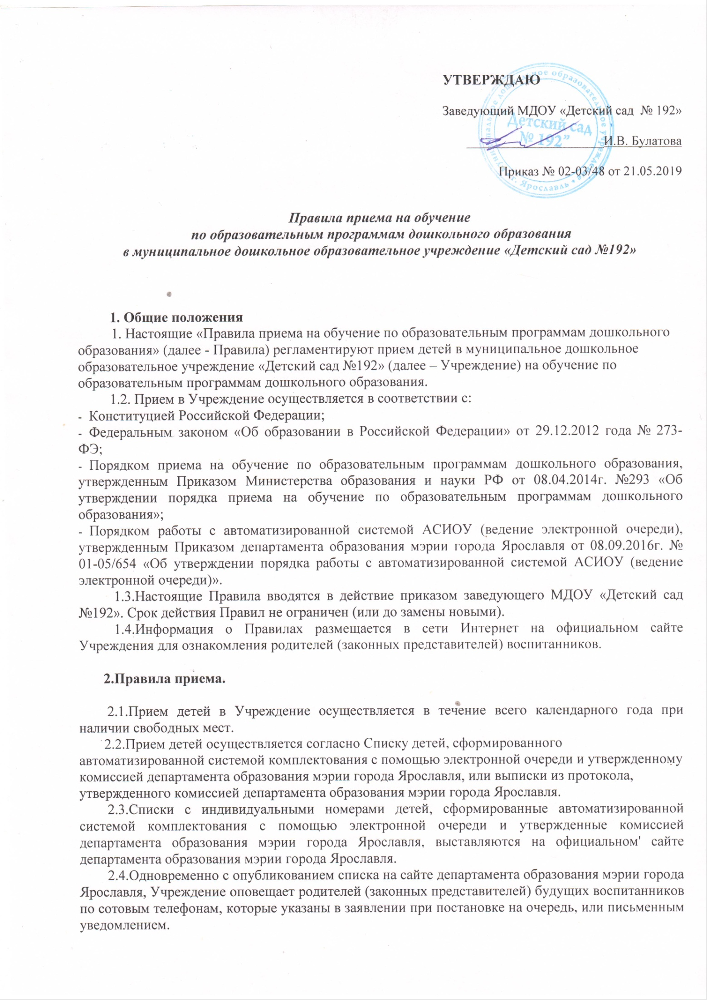 УТВЕРЖДАЮ
Заведующий МДОУ «Детский сад № 192»
И.В. Булатова
Приказ № 02-03/48 от 21.05.2019
дошкольное образовательное учреждение
Детский сад
№ 192”
г. Ярославль
Правила приема на обучение
по образовательным программам дошкольного образования
в муниципальное дошкольное образовательное учреждение «Детский сад №192»
1. Общие положения
1. Настоящие «Правила приема на обучение по образовательным программам дошкольного
образования» (далее - Правила) регламентируют прием детей в муниципальное дошкольное
образовательное учреждение «Детский сад №192» (далее – Учреждение) на обучение по
образовательным программам дошкольного образования.
1.2. Прием в Учреждение осуществляется в соответствии с:
- Конституцией Российской Федерации;
- Федеральным законом «Об образовании в Российской Федерации» от 29.12.2012 года № 273-
ФЭ;
- Порядком приема на обучение по образовательным программам дошкольного образования,
утвержденным Приказом Министерства образования и науки РФ от 08.04.2014г. №293 «Об
утверждении порядка приема на обучение по образовательным программам дошкольного
образования»;
- Порядком работы с автоматизированной системой АСИОУ (ведение электронной очереди),
утвержденным Приказом департамента образования мэрии города Ярославля от 08.09.2016г. №
01-05/654 «Об утверждении порядка работы с автоматизированной системой АСИОУ (ведение
электронной очереди)».
1.3.Настоящие Правила вводятся в действие приказом заведующего МДОУ «Детский сад
№192». Срок действия Правил не ограничен (или до замены новыми).
1.4.Информация о Правилах размещается в сети Интернет на официальном сайте
Учреждения для ознакомления родителей (законных представителей) воспитанников.
2.Правила приема.
2.1.Прием детей в Учреждение осуществляется в течение всего календарного года при
наличии свободных мест.
2.2.Прием детей осуществляется согласно Списку детей, сформированного
автоматизированной системой комплектования с помощью электронной очереди и утвержденному
комиссией департамента образования мэрии города Ярославля, или выписки из протокола,
утвержденного комиссией департамента образования мэрии города Ярославля.
2.3.Списки с индивидуальными номерами детей, сформированные автоматизированной
системой комплектования с помощью электронной очереди и утвержденные комиссией
департамента образования мэрии города Ярославля, выставляются на официальном сайте
департамента образования мэрии города Ярославля.
2.4.Одновременно с опубликованием списка на сайте департамента образования мэрии города
Ярославля, Учреждение оповещает родителей (законных представителей) будущих воспитанников
по сотовым телефонам, которые указаны в заявлении при постановке на очередь, или письменным
уведомлением.